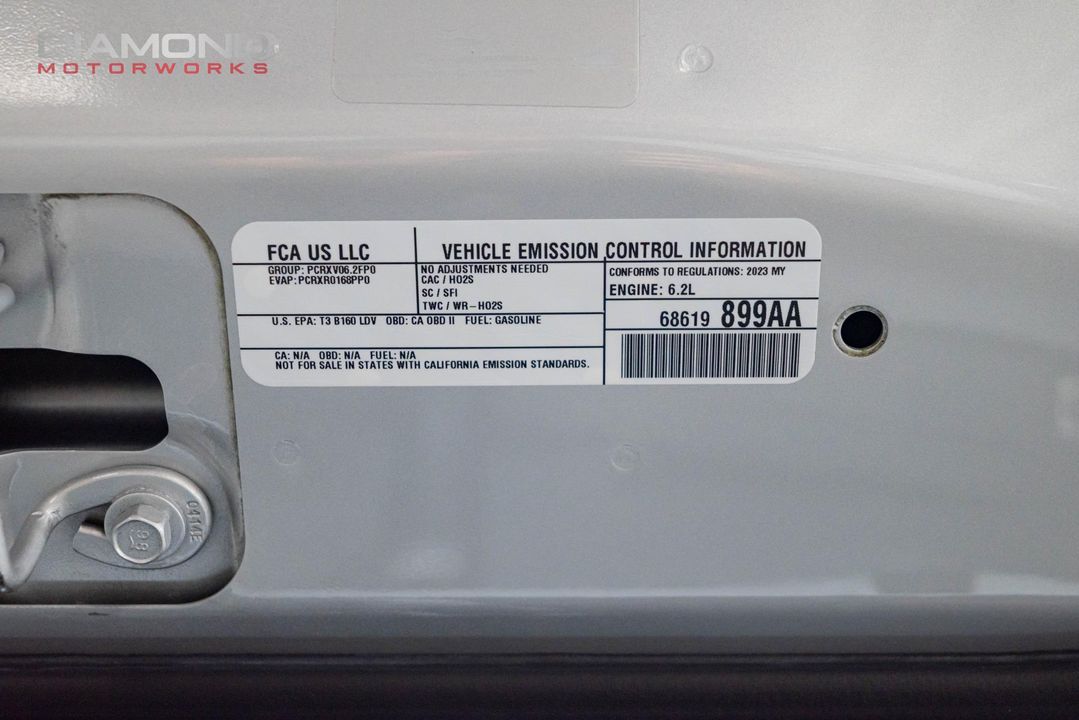 DIAMOND
MOTORWORKS
FCA US LLC
VEHICLE EMISSION CONTROL INFORMATION
GROUP: PCRXV06.2FP0
EVAP: PCRXR0168PP0
NO ADJUSTMENTS NEEDED
CAC / HO2S
SC / SFI
TWC / WR-HO2S
CONFORMS TO REGULATIONS: 2023 MY
ENGINE: 6.2L
68619 899AA
U.S. EPA: T3 B160 LDV OBD: CA OBD II FUEL: GASOLINE
CA: N/A OBD: N/A FUEL: N/A
NOT FOR SALE IN STATES WITH CALIFORNIA EMISSION STANDARDS.
0414E
98